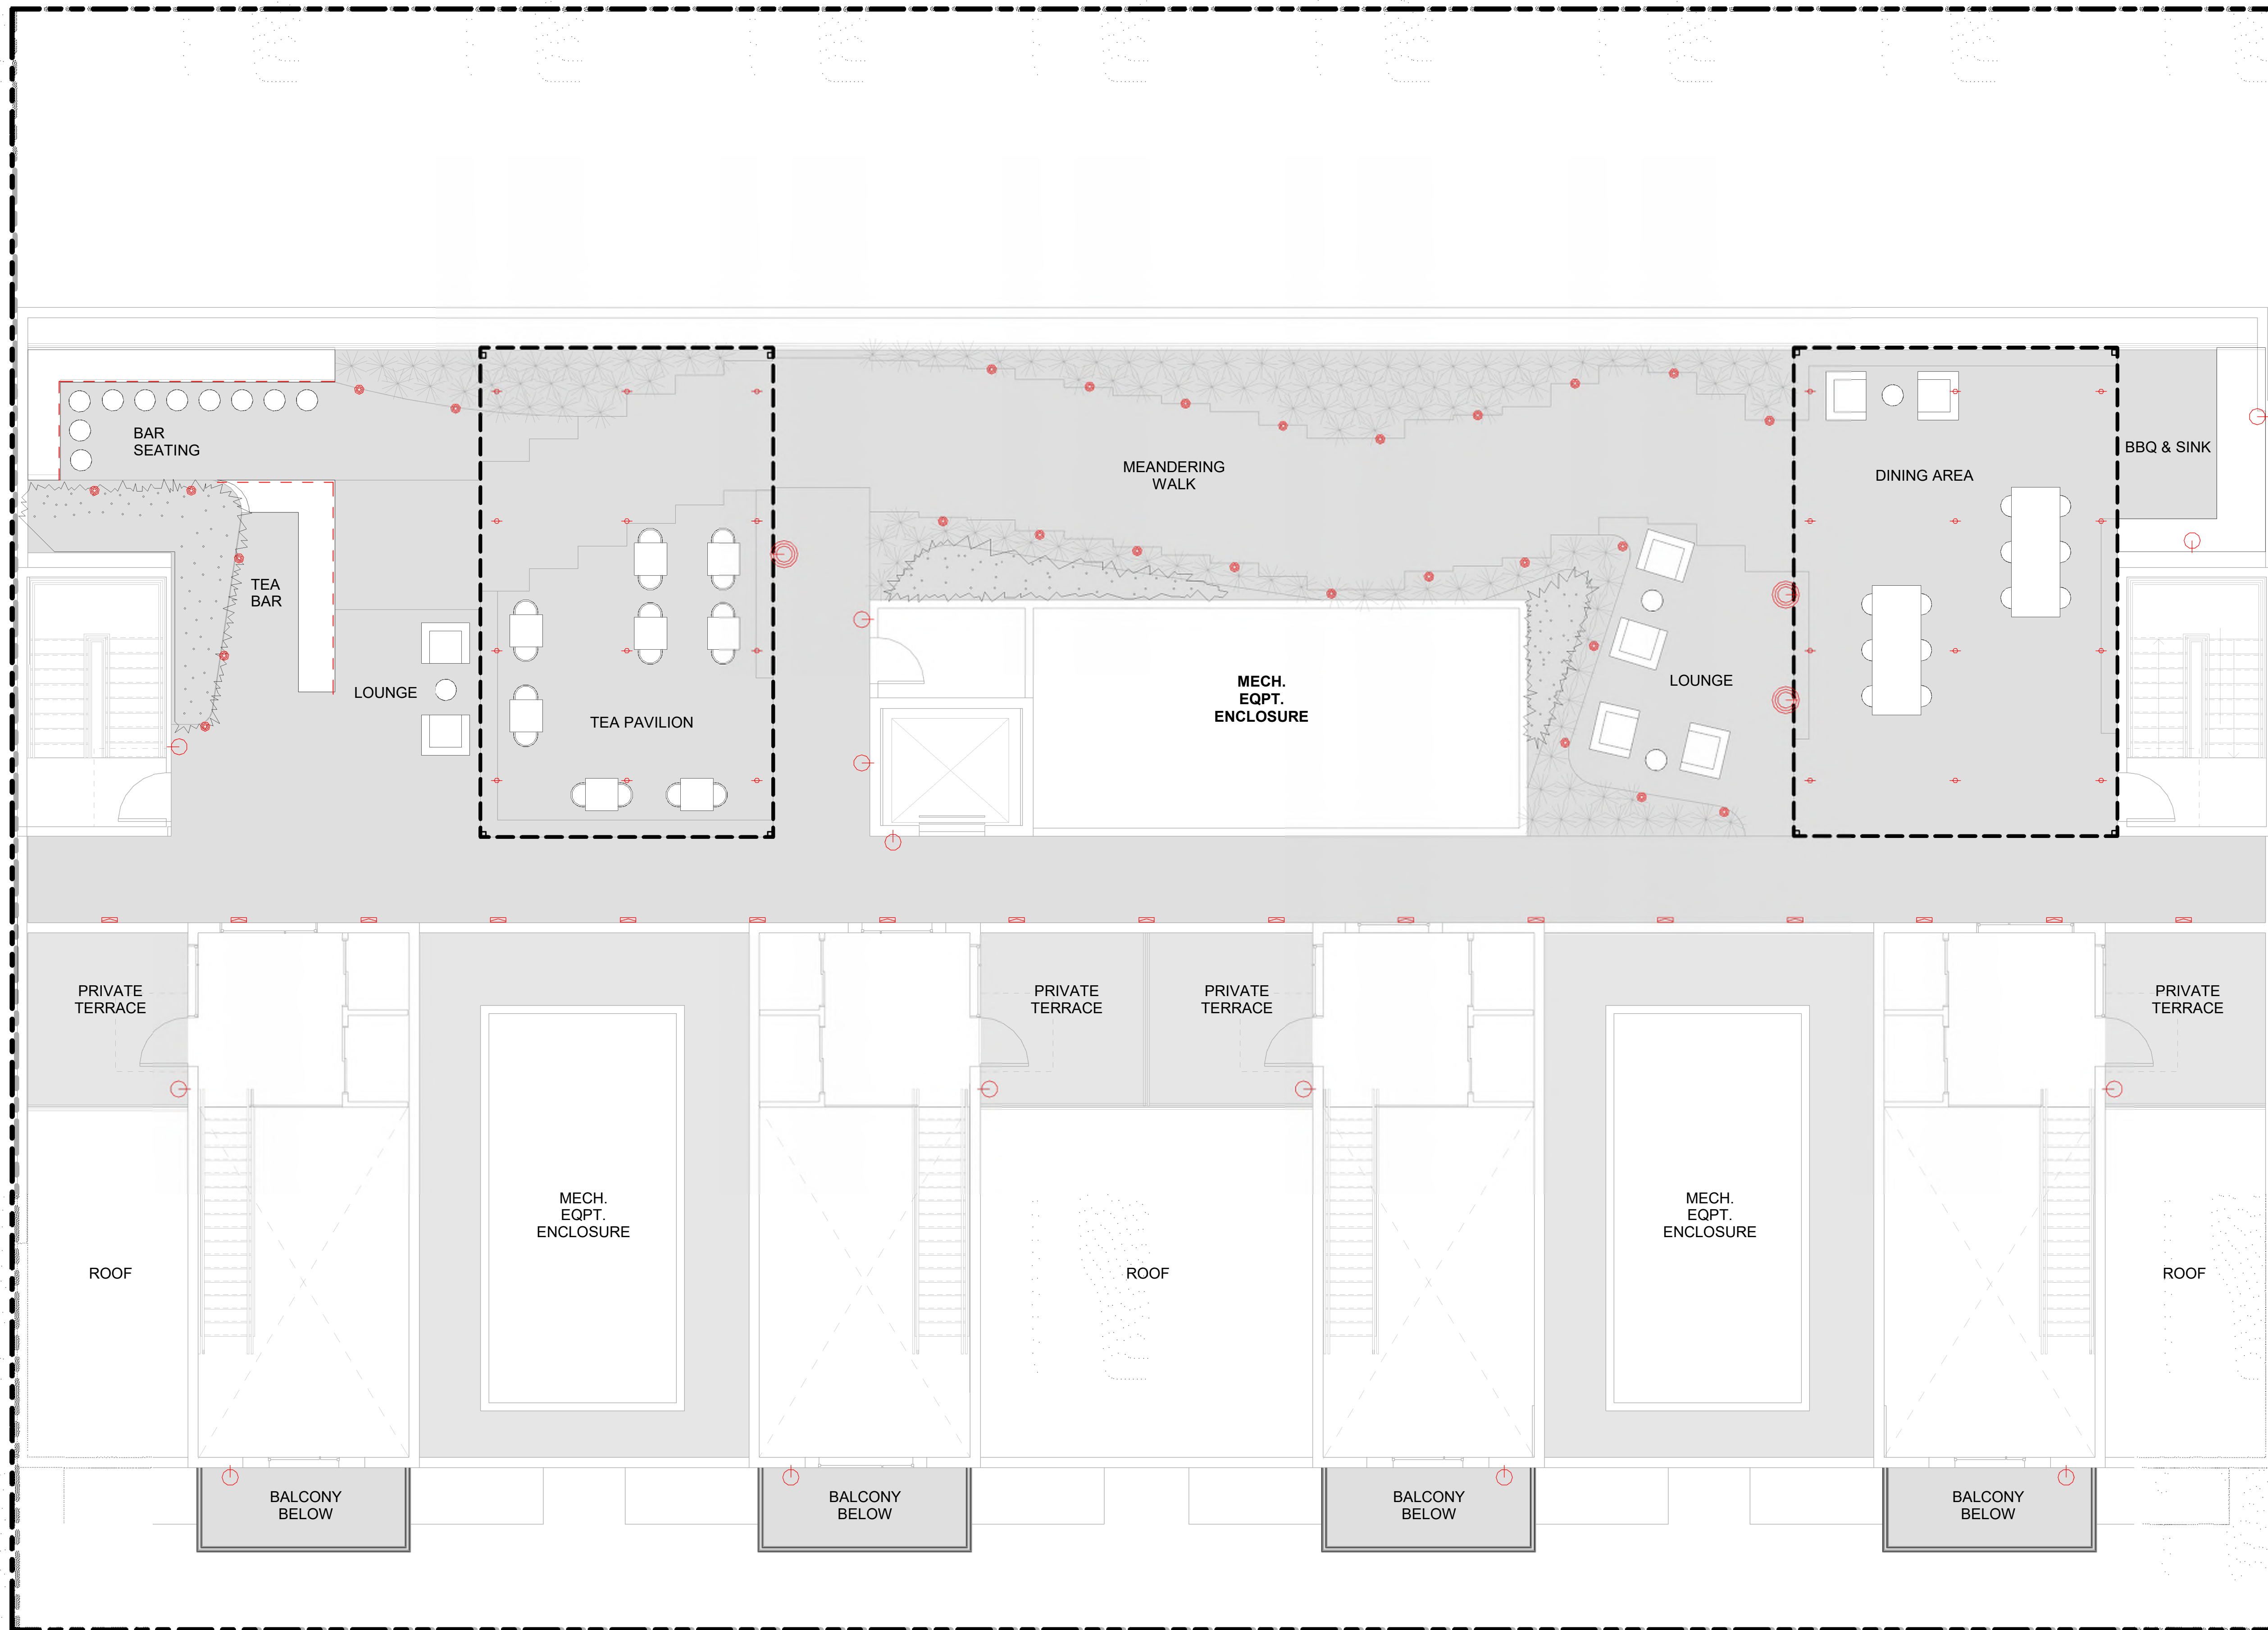 BAR
SEATING
MEANDERING
WALK
DINING AREA
BBQ & SINK
TEA
BAR
LOUNGE
TEA PAVILION
MECH.
EQPT.
ENCLOSURE
LOUNGE
PRIVATE
TERRACE
PRIVATE
TERRACE
PRIVATE
TERRACE
PRIVATE
TERRACE
MECH.
EQPT.
ENCLOSURE
MECH.
EQPT.
ENCLOSURE
ROOF
ROOF
ROOF
BALCONY
BELOW
BALCONY
BELOW
BALCONY
BELOW
BALCONY
BELOW